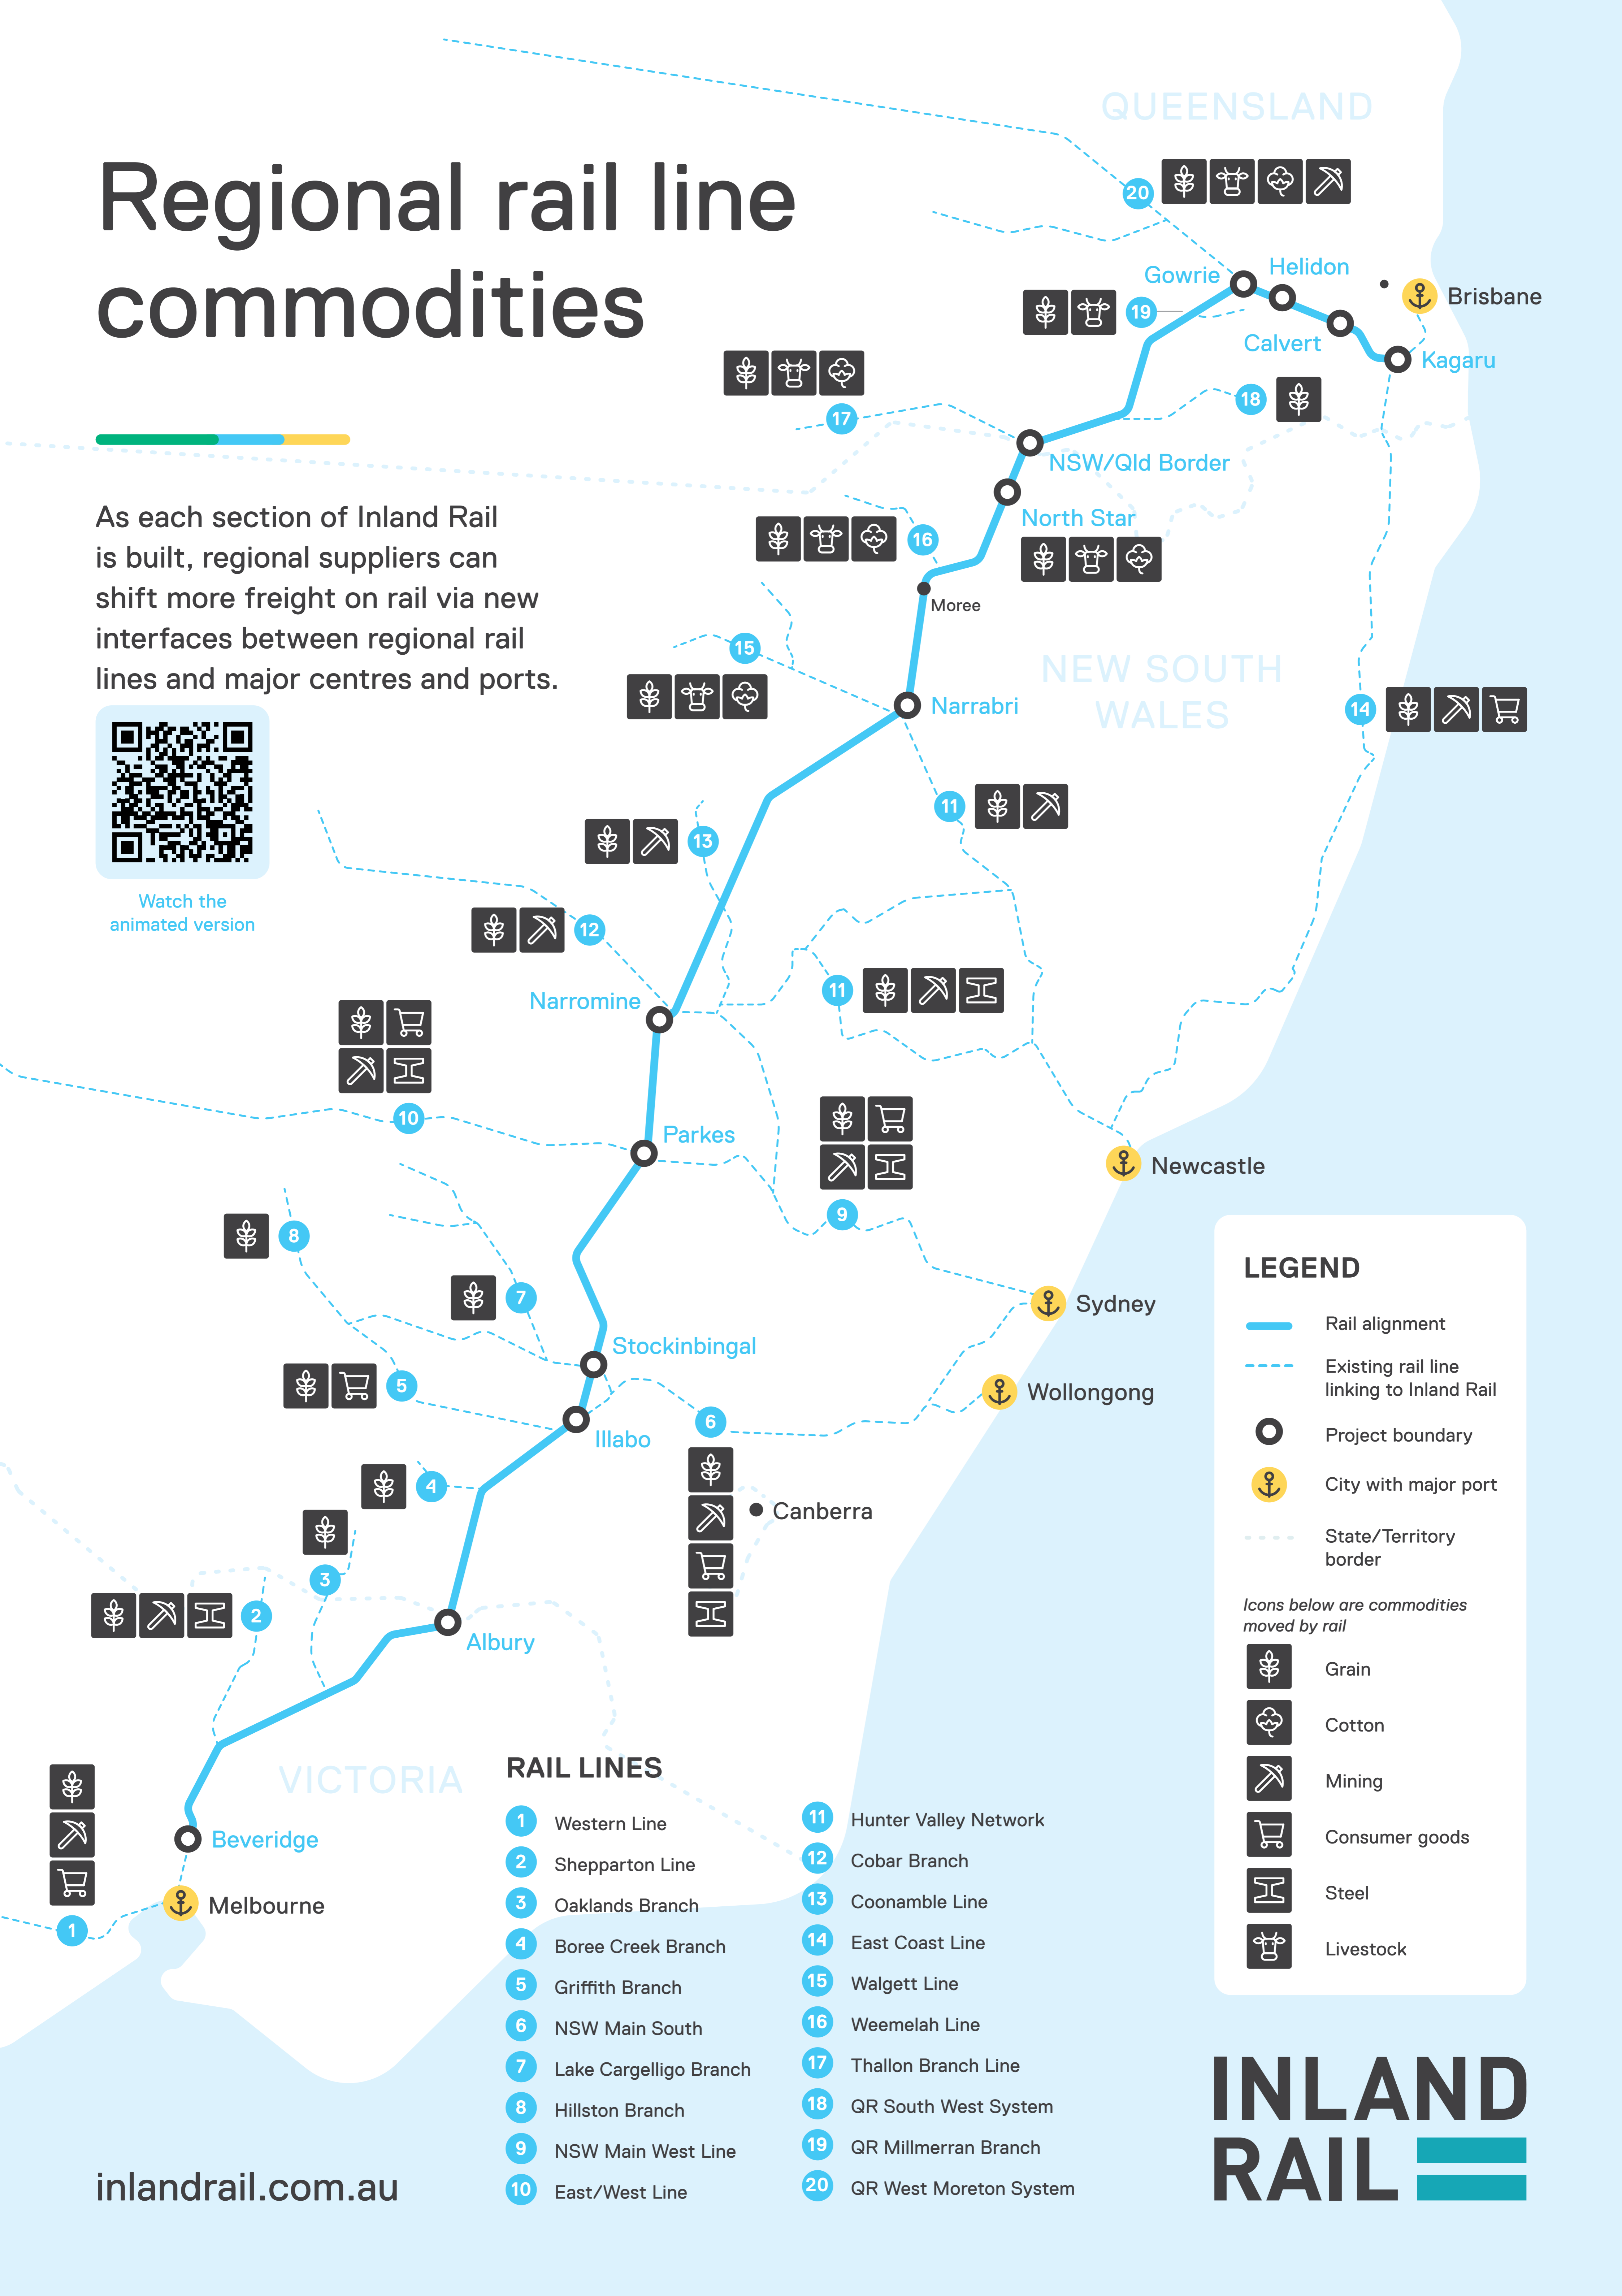 Regional rail line
commodities
As each section of Inland Rail
is built, regional suppliers can
shift more freight on rail via new
interfaces between regional rail
lines and major centres and ports.
Watch the
animated version
QUEENSLAND
20
Gowrie
Helidon
Brisbane
19
Calvert
Kagaru
17
18
NSW/Qld Border
North Star
16
Moree
15
NEW SOUTH
WALES
Narrabri
14
11
13
12
11
Narromine
10
Parkes
9
Newcastle
8
7
Sydney
Stockinbingal
5
Wollongong
6
Illabo
4
Canberra
3
2
Albury
VICTORIA
Beveridge
Melbourne
1
RAIL LINES
1 Western Line
2 Shepparton Line
3 Oaklands Branch
4 Boree Creek Branch
5 Griffith Branch
6 NSW Main South
7 Lake Cargelligo Branch
8 Hillston Branch
9 NSW Main West Line
10 East/West Line
11 Hunter Valley Network
12 Cobar Branch
13 Coonamble Line
14 East Coast Line
15 Walgett Line
16 Weemelah Line
17 Thallon Branch Line
18 QR South West System
19 QR Millmerran Branch
20 QR West Moreton System
LEGEND
Rail alignment
Existing rail line
linking to Inland Rail
Project boundary
City with major port
State/Territory
border
Icons below are commodities
moved by rail
Grain
Cotton
Mining
Consumer goods
Steel
Livestock
inlandrail.com.au
INLAND
RAIL